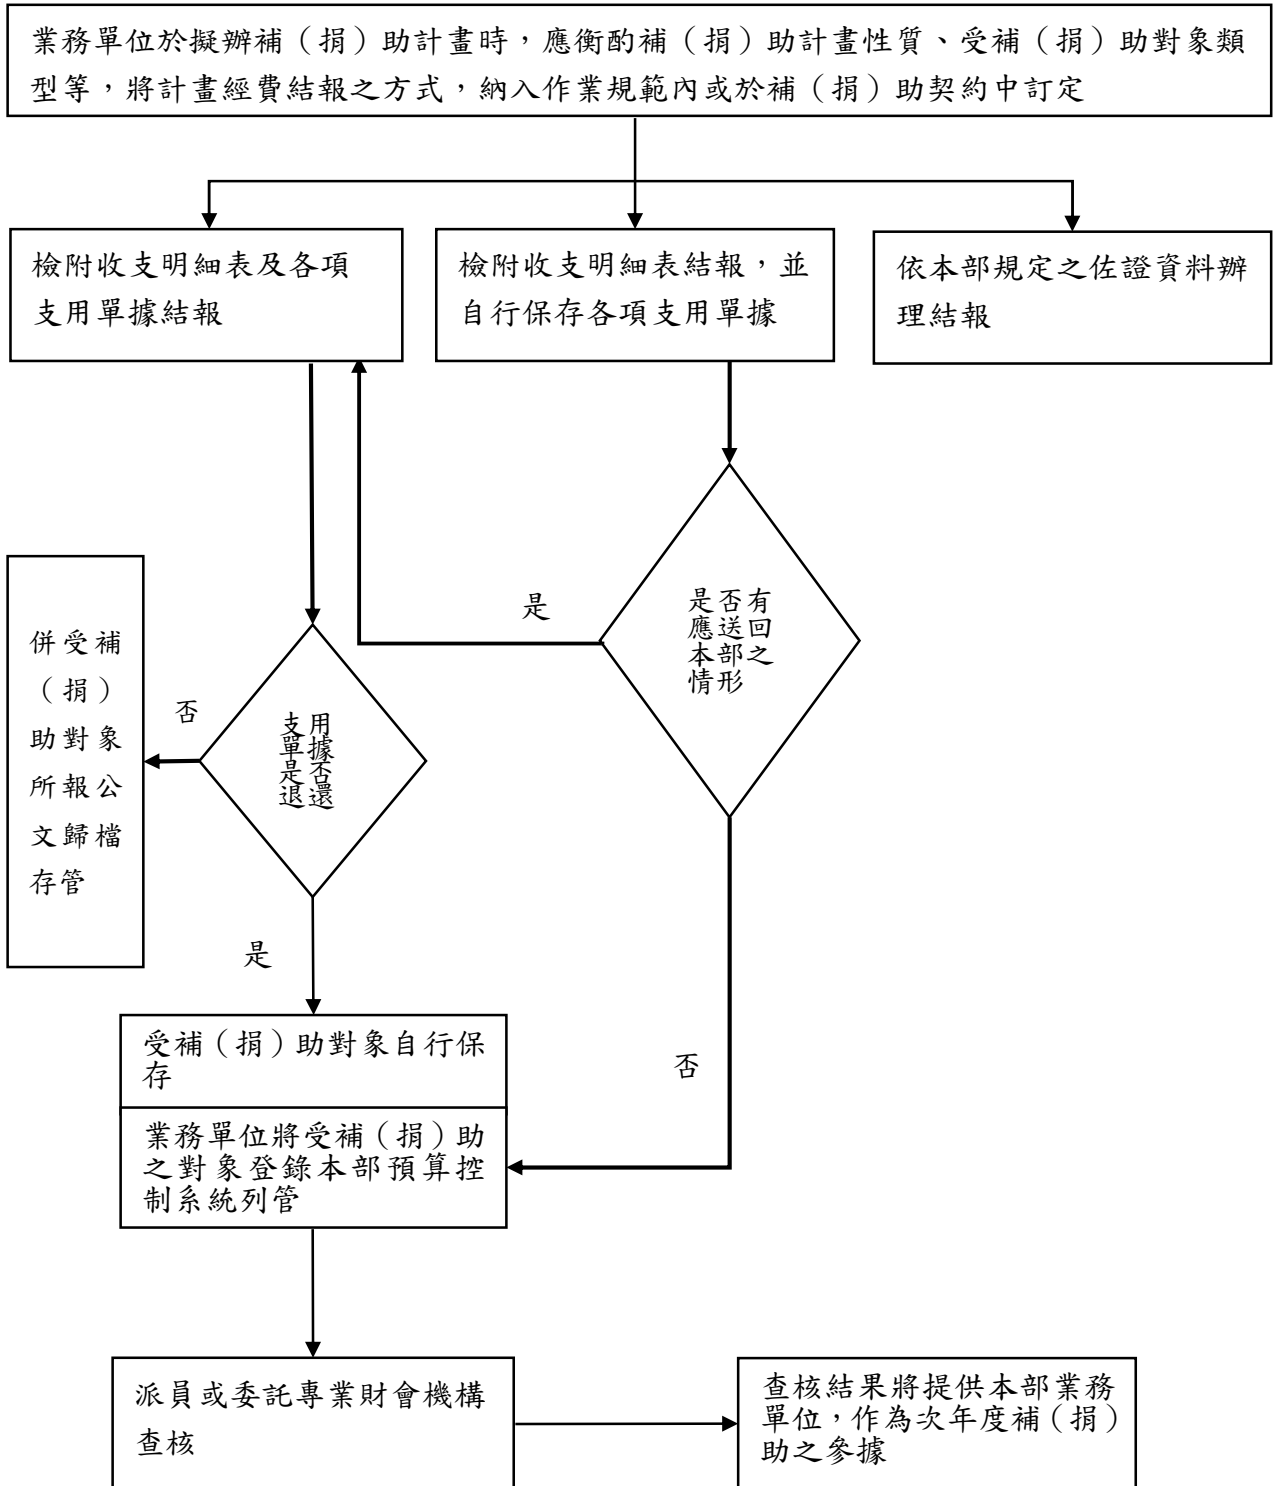 業務單位於擬辦補（捐）助計畫時，應衡酌補（捐）助計畫性質、受補（捐）助對象類
型等，將計畫經費結報之方式，納入作業規範內或於補（捐）助契約中訂定
檢附收支明細表及各項
支用單據結報
檢附收支明細表結報，並
自行保存各項支用單據
依本部規定之佐證資料辦
理結報
是
是否有
應送回
本部之
情形
併受補
（捐）
助對象
所報公
文歸檔
存管
否
支用
單據
是否
退還
是
受補（捐）助對象自行保
存
否
業務單位將受補（捐）助
之對象登錄本部預算控
制系統列管
派員或委託專業財會機構
查核
查核結果將提供本部業務
單位，作為次年度補（捐）
助之參據